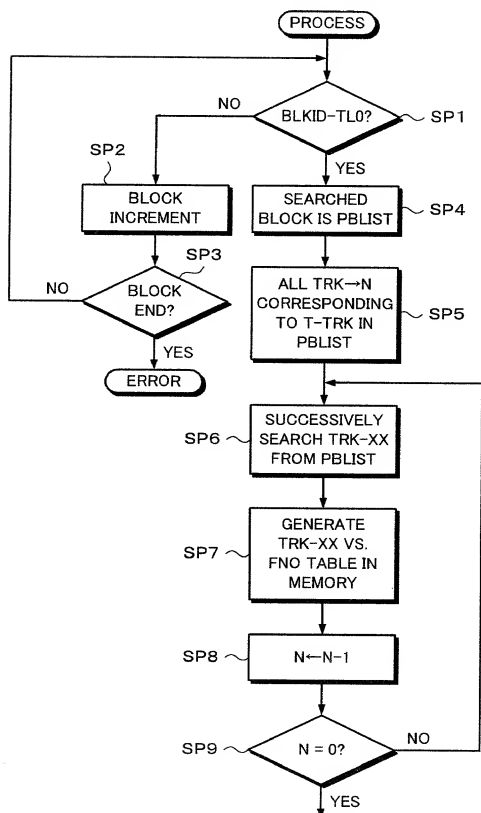 PROCESS
NO
BLKID-TL0?
SP1
YES
SP2
BLOCK
INCREMENT
SEARCHED
BLOCK IS PBLIST
SP4
SP3
NO
BLOCK
END?
YES
ERROR
ALL TRK→N
CORRESPONDING
TO T-TRK IN
PBLIST
SP5
SP6
SUCCESSIVELY
SEARCH TRK-XX
FROM PBLIST
SP7
GENERATE
TRK-XX VS.
FNO TABLE IN
MEMORY
SP8
N←N-1
SP9
N = 0?
NO
YES